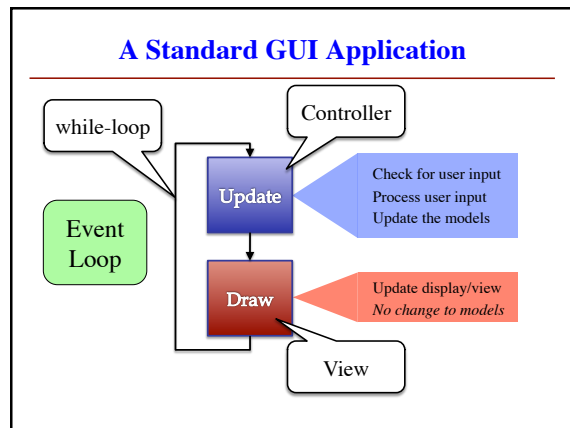 A Standard GUI Application
while-loop
Controller
Update
Check for user input
Process user input
Update the models
Event
Loop
Draw
Update display/view
No change to models
View